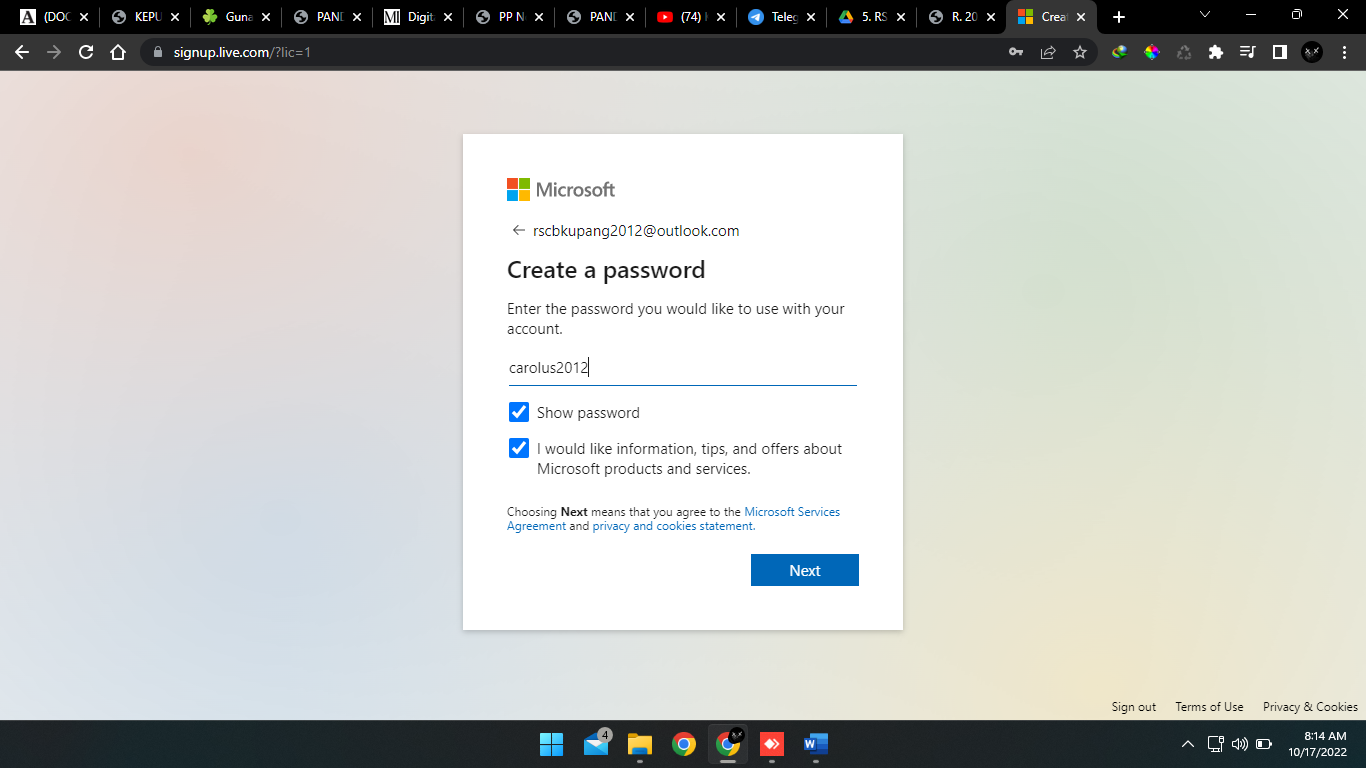 (DOC
KEPU
Guna
PAND
Digit
PP N
PAND
(74)
Teleg
5. RS
R. 20
Creat
signup.live.com/?lic=1
Microsoft
rscbkupang2012@outlook.com
Create a password
Enter the password you would like to use with your
account.
carolus2012
Show password
I would like information, tips, and offers about
Microsoft products and services.
Choosing Next means that you agree to the Microsoft Services
Agreement and privacy and cookies statement.
Next
Sign out Terms of Use Privacy & Cookies
4
8:14 AM
10/17/2022